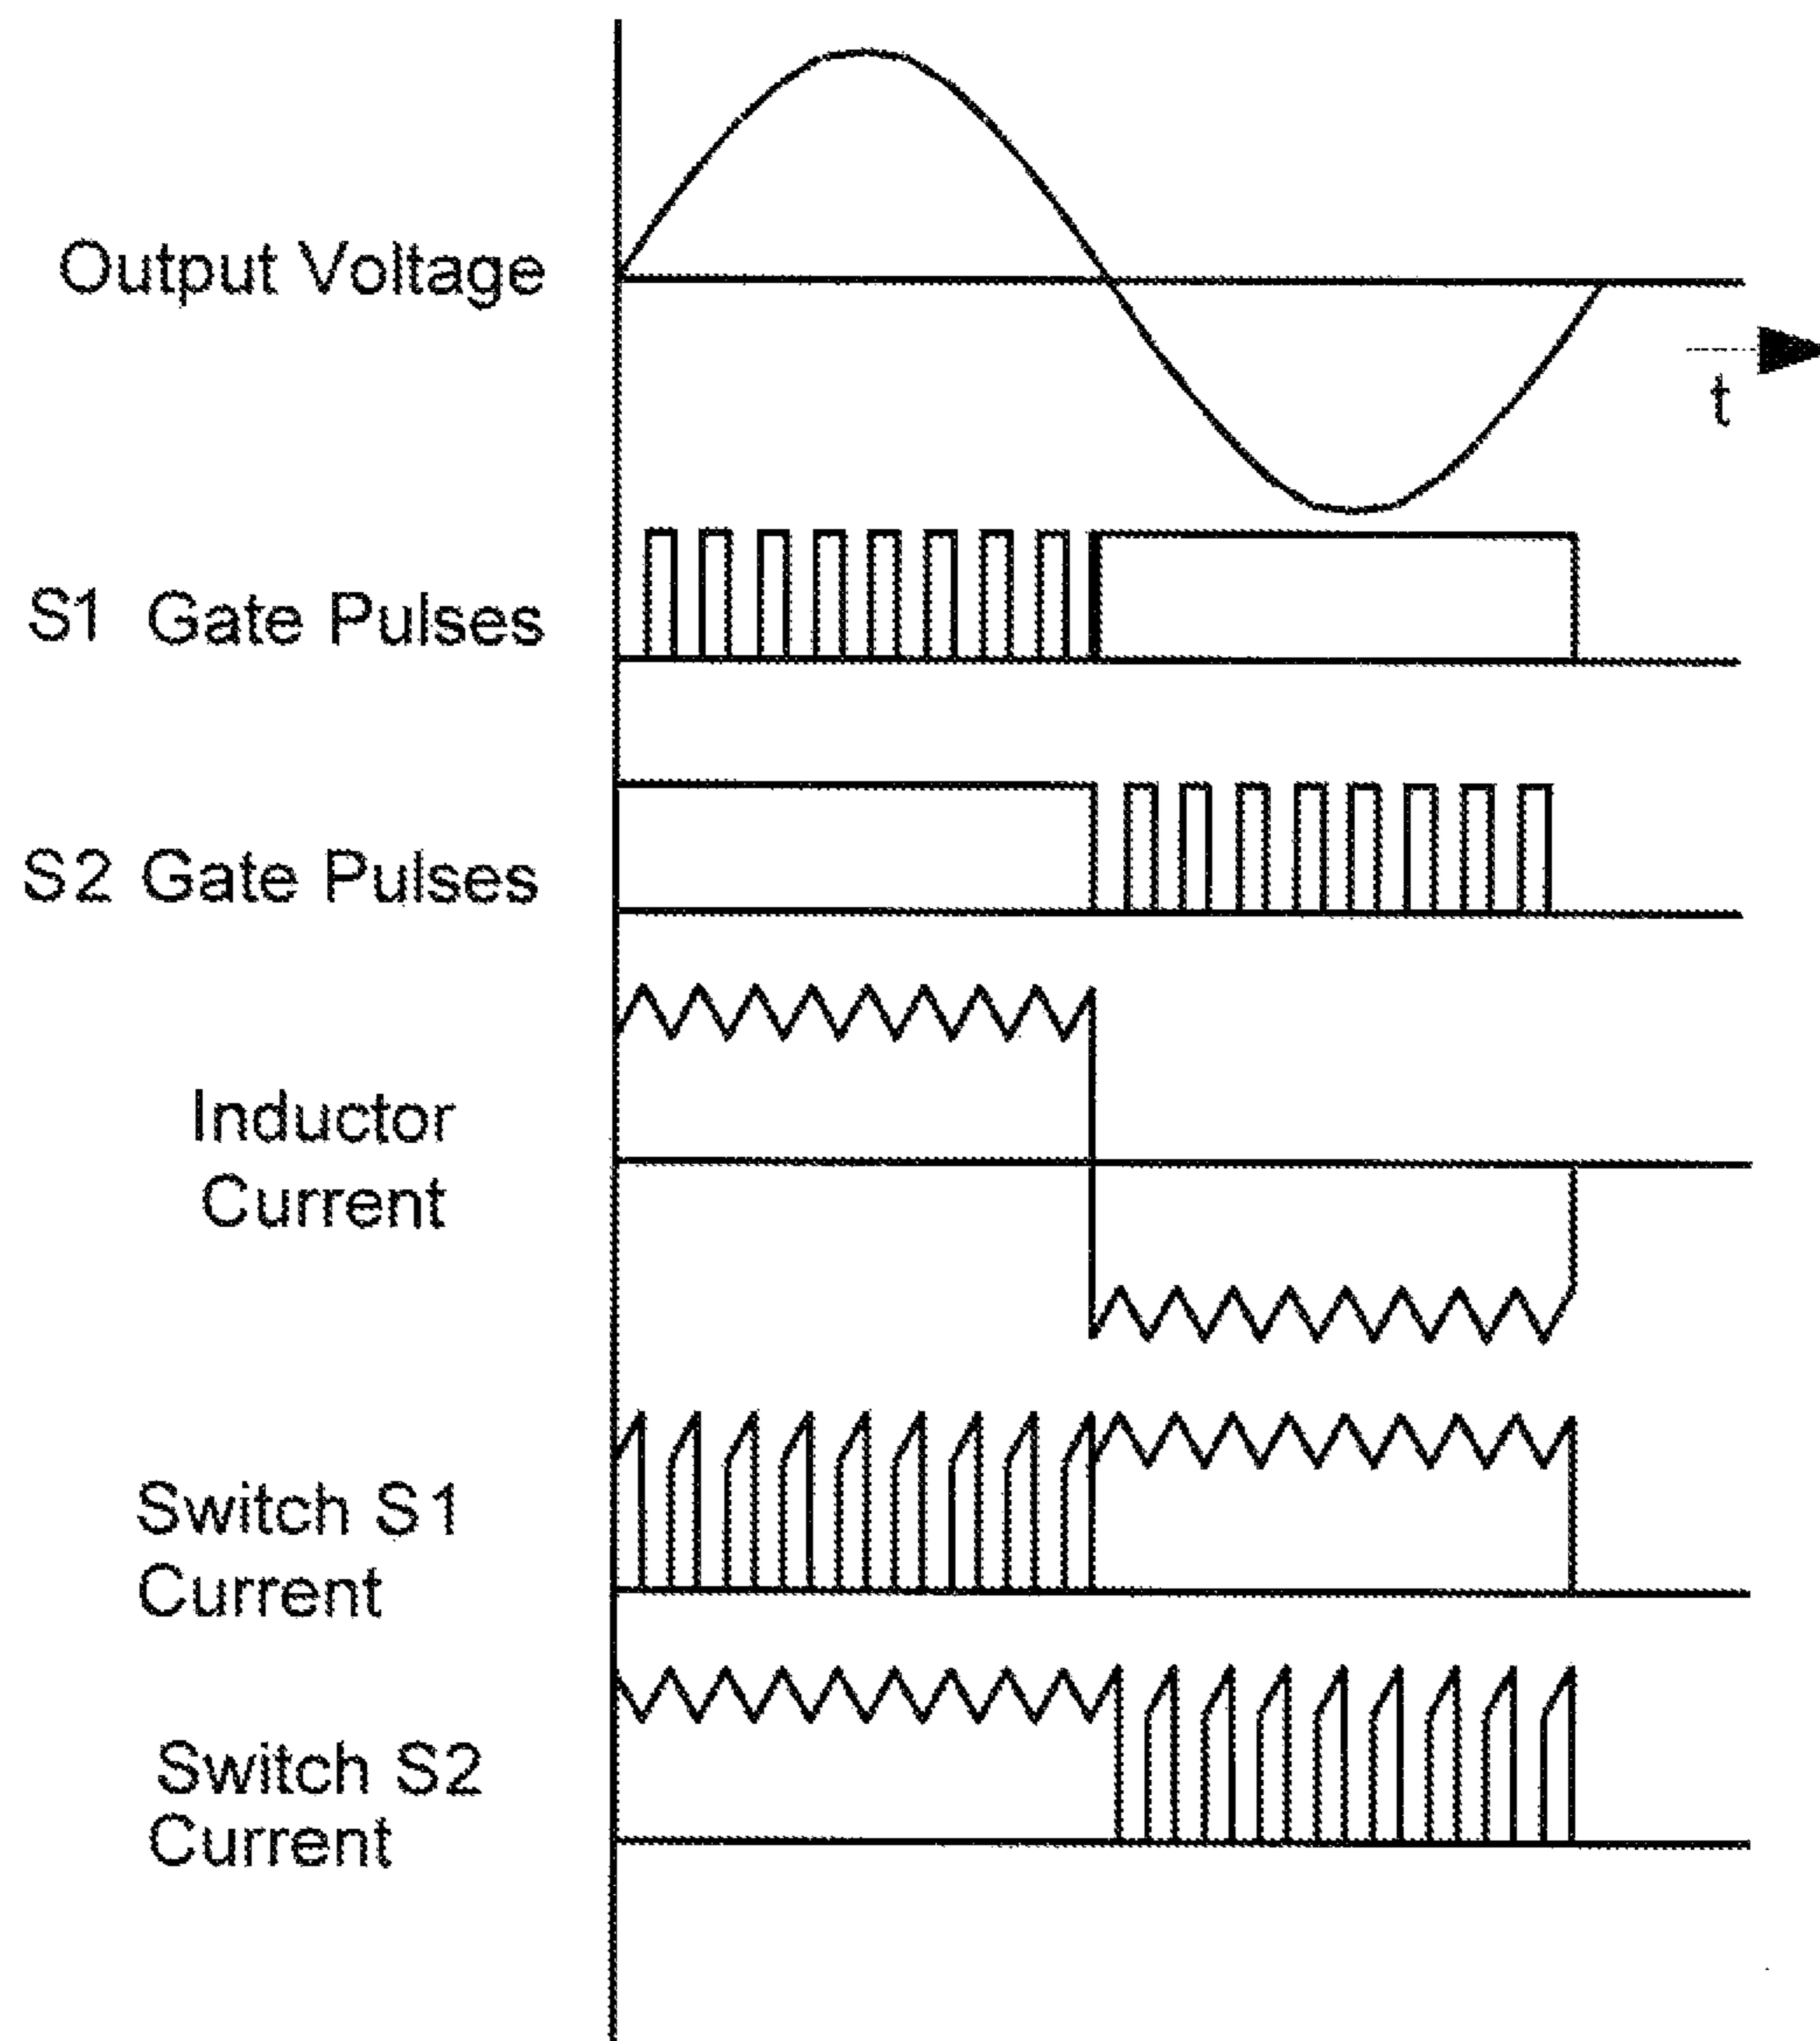 Output Voltage
t
S1 Gate Pulses
S2 Gate Pulses
Inductor
Current
Switch S1
Current
Switch S2
Current